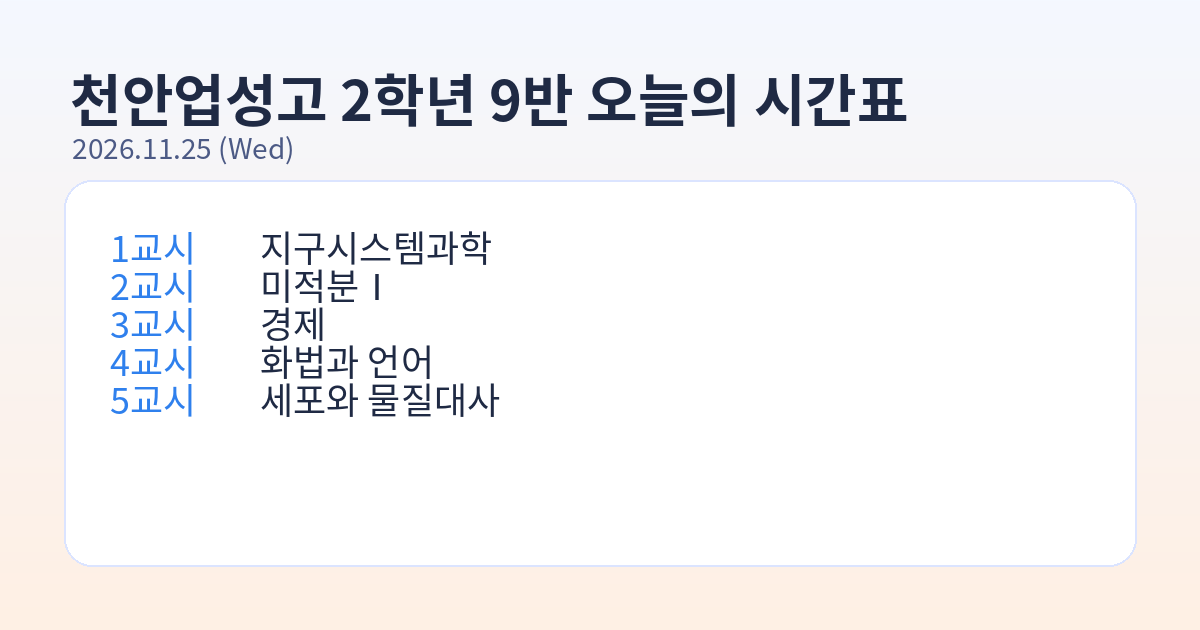 천안업성고 2학년 9반 오늘의 시간표
2026.11.25 (Wed)
1교시 지구시스템과학
2교시 미적분Ⅰ
3교시 경제
4교시 화법과 언어
5교시 세포와 물질대사